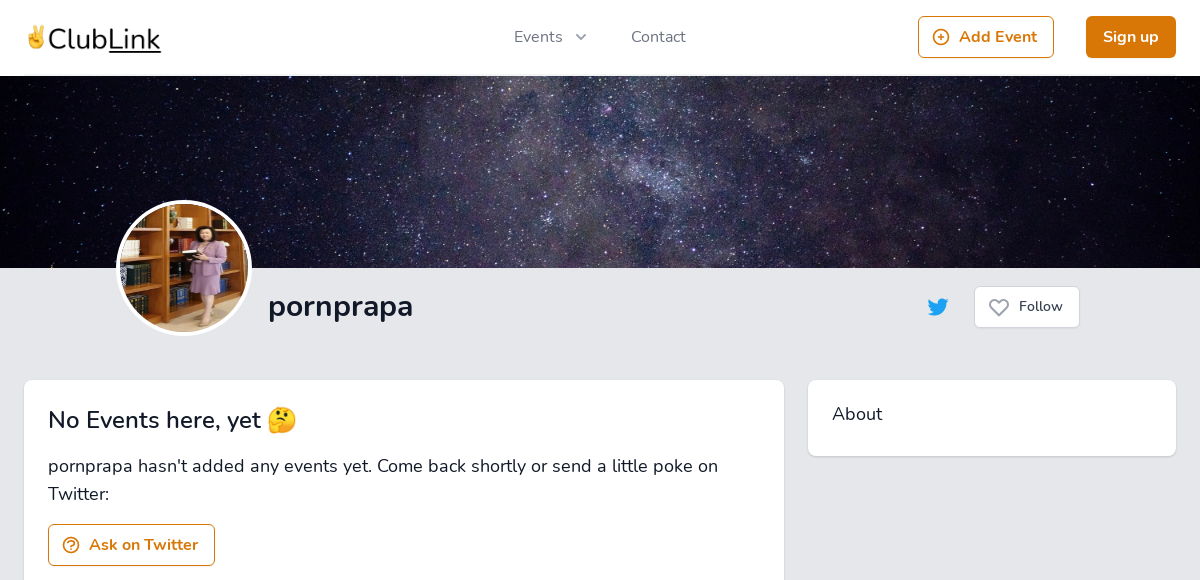 ✌️ClubLink
Events
Contact
Add Event
Sign up
pornprapa
Follow
No Events here, yet 🤔
pornprapa hasn't added any events yet. Come back shortly or send a little poke on
Twitter:
Ask on Twitter
About